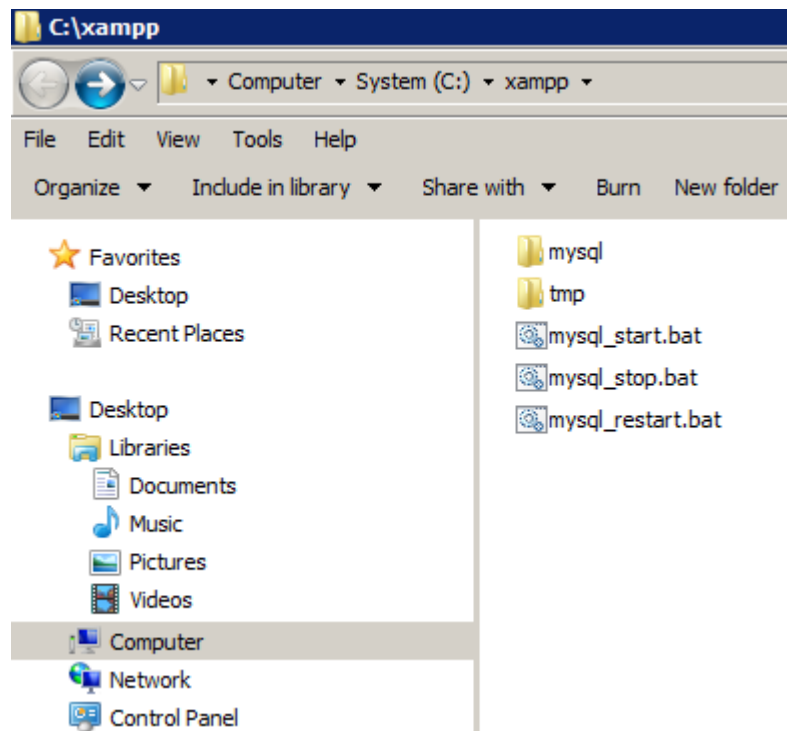 C:\xampp
Computer System (C:) xampp
File Edit View Tools Help
Organize Include in library Share with Burn New folder
Favorites
Desktop
Recent Places
Desktop
Libraries
Documents
Music
Pictures
Videos
Computer
Network
Control Panel
mysql
tmp
mysql_start.bat
mysql_stop.bat
mysql_restart.bat